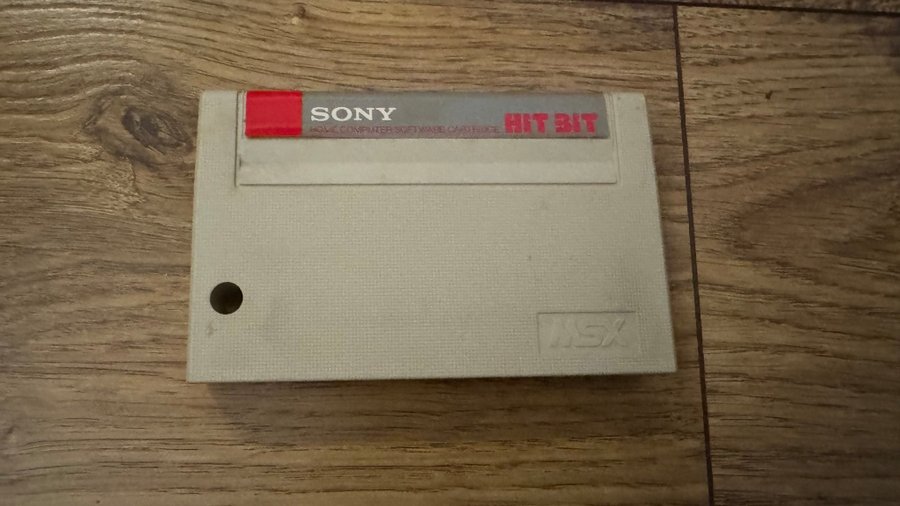 SONY
HOME COMPUTER SOFTWARE CARTRIDGE HIT BIT
MSX